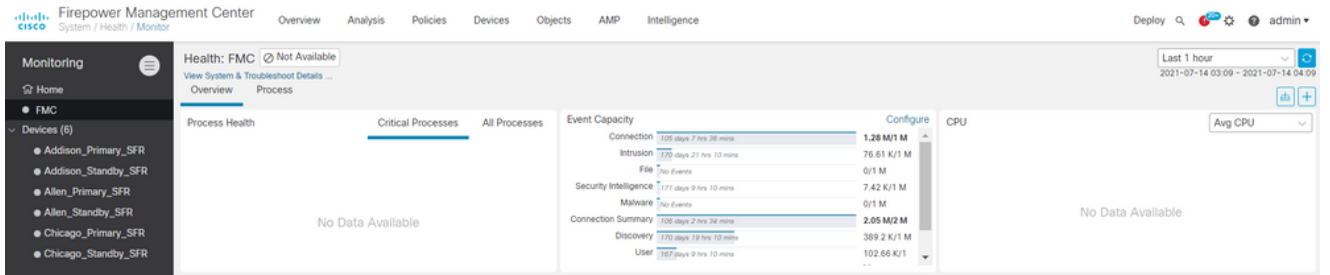 cisco
Firepower Management Center
System / Health / Monitor
Overview Analysis Policies Devices Objects AMP Intelligence
Deploy 20+ admin
Monitoring
Home
FMC
Devices (6)
Addison_Primary_SFR
Addison_Standby_SFR
Allen_Primary_SFR
Allen_Standby_SFR
Chicago_Primary_SFR
Chicago_Standby_SFR
Health: FMC Not Available
View System & Troubleshoot Details ...
Overview Process
Last 1 hour
2021-07-14 03:09 - 2021-07-14 04:09
Process Health Critical Processes All Processes
No Data Available
Event Capacity Configure
Connection 105 days 7 hrs 38 mins 1.28 M/1 M
Intrusion 170 days 21 hrs 10 mins 76.61 K/1 M
File No Events 0/1 M
Security Intelligence 171 days 9 hrs 10 mins 7.42 K/1 M
Malware No Events 0/1 M
Connection Summary 106 days 2 hrs 34 mins 2.05 M/2 M
Discovery 170 days 19 hrs 10 mins 389.2 K/1 M
User 167 days 9 hrs 10 mins 102.66 K/1
CPU Avg CPU
No Data Available